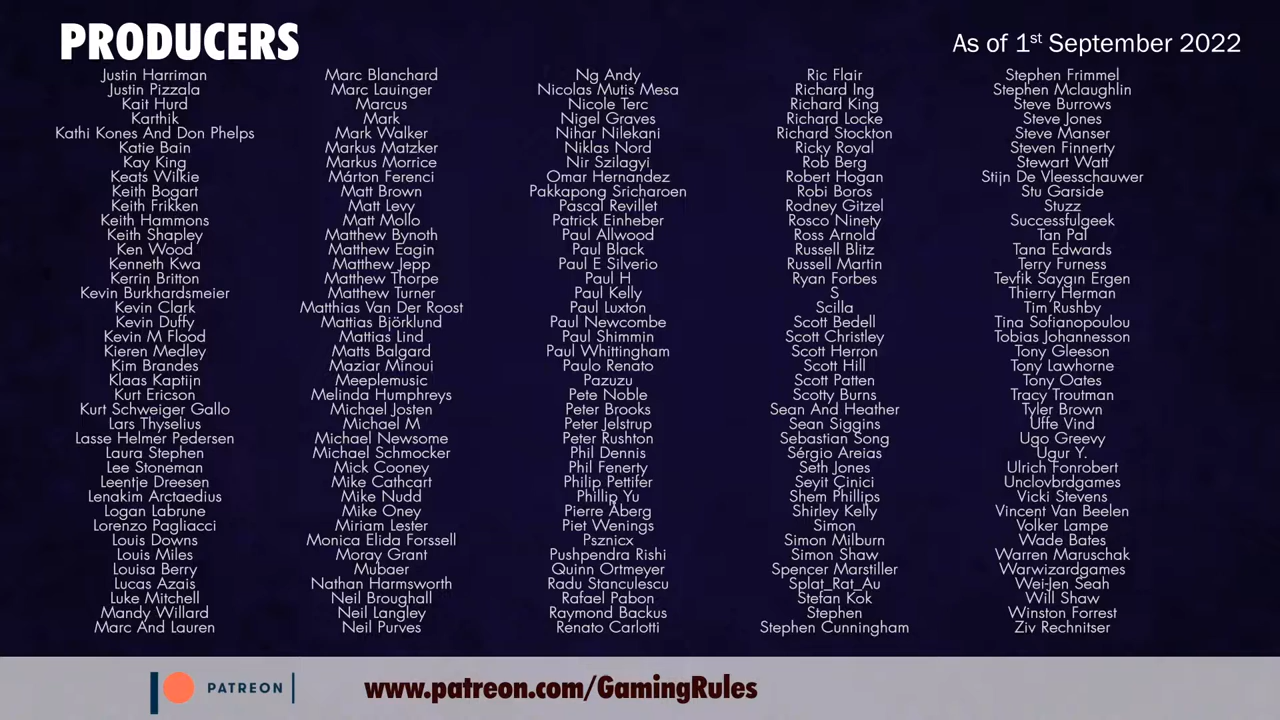 PRODUCERS
As of 1st September 2022
Justin Harriman
Justin Pizzala
Kait Hurd
Karthik
Kathi Kones And Don Phelps
Katie Bain
Kay King
Keats Wilkie
Keith Bogart
Keith Frikken
Keith Hammons
Keith Shapley
Ken Wood
Kenneth Kwa
Kerrin Britton
Kevin Burkhardsmeier
Kevin Clark
Kevin Duffy
Kevin M Flood
Kieren Medley
Kim Brandes
Klaas Kaptijn
Kurt Ericson
Kurt Schweiger Gallo
Lars Thyselius
Lasse Helmer Pedersen
Laura Stephen
Lee Stoneman
Leentje Dreesen
Lenakim Arctaedius
Logan Labrune
Lorenzo Pagliacci
Louis Downs
Louis Miles
Louisa Berry
Lucas Azais
Luke Mitchell
Mandy Willard
Marc And Lauren
Marc Blanchard
Marc Lauinger
Marcus
Mark
Mark Walker
Markus Matzker
Markus Morrice
Márton Ferenci
Matt Brown
Matt Levy
Matt Mollo
Matthew Bynoth
Matthew Eagin
Matthew Jepp
Matthew Thorpe
Matthew Turner
Matthias Van Der Roost
Mattias Björklund
Mattias Lind
Matts Balgard
Maziar Minoui
Meeplemusic
Melinda Humphreys
Michael Josten
Michael M
Michael Newsome
Michael Schmocker
Mick Cooney
Mike Cathcart
Mike Nudd
Mike Oney
Miriam Lester
Monica Elida Forssell
Moray Grant
Mubaer
Nathan Harmsworth
Neil Broughall
Neil Langley
Neil Purves
Ng Andy
Nicolas Mutis Mesa
Nicole Terc
Nigel Graves
Nihar Nilekani
Niklas Nord
Nir Szilagyi
Omar Hernandez
Pakkapong Sricharoen
Pascal Revillet
Patrick Einheber
Paul Allwood
Paul Black
Paul E Silverio
Paul H
Paul Kelly
Paul Luxton
Paul Newcombe
Paul Shimmin
Paul Whittingham
Paulo Renato
Pazuzu
Pete Noble
Peter Brooks
Peter Jelstrup
Peter Rushton
Phil Dennis
Phil Fenerty
Philip Pettifer
Phillip Yu
Pierre Aberg
Piet Wenings
Psznicx
Pushpendra Rishi
Quinn Ortmeyer
Radu Stanculescu
Rafael Pabon
Raymond Backus
Renato Carlotti
Ric Flair
Richard Ing
Richard King
Richard Locke
Richard Stockton
Ricky Royal
Rob Berg
Robert Hogan
Robi Boros
Rodney Gitzel
Rosco Ninety
Ross Arnold
Russell Blitz
Russell Martin
Ryan Forbes
S
Scilla
Scott Bedell
Scott Christley
Scott Herron
Scott Hill
Scott Patten
Scotty Burns
Sean And Heather
Sean Siggins
Sebastian Song
Sérgio Areias
Seth Jones
Seyit Cinici
Shem Phillips
Shirley Kelly
Simon
Simon Milburn
Simon Shaw
Spencer Marstiller
Splat_Rat_Au
Stefan Kok
Stephen
Stephen Cunningham
Stephen Frimmel
Stephen Mclaughlin
Steve Burrows
Steve Jones
Steve Manser
Steven Finnerty
Stewart Watt
Stijn De Vleesschauwer
Stu Garside
Stuzz
Successfulgeek
Tan Pal
Tana Edwards
Terry Furness
Tevfik Saygın Ergen
Thierry Herman
Tim Rushby
Tina Sofianopoulou
Tobias Johannesson
Tony Gleeson
Tony Lawhorne
Tony Oates
Tracy Troutman
Tyler Brown
Uffe Vind
Ugo Greevy
Ugur Y.
Ulrich Fonrobert
Unclovbrdgames
Vicki Stevens
Vincent Van Beelen
Volker Lampe
Wade Bates
Warren Maruschak
Warwizardgames
Wei-Jen Seah
Will Shaw
Winston Forrest
Ziv Rechnitser
PATREON
www.patreon.com/GamingRules